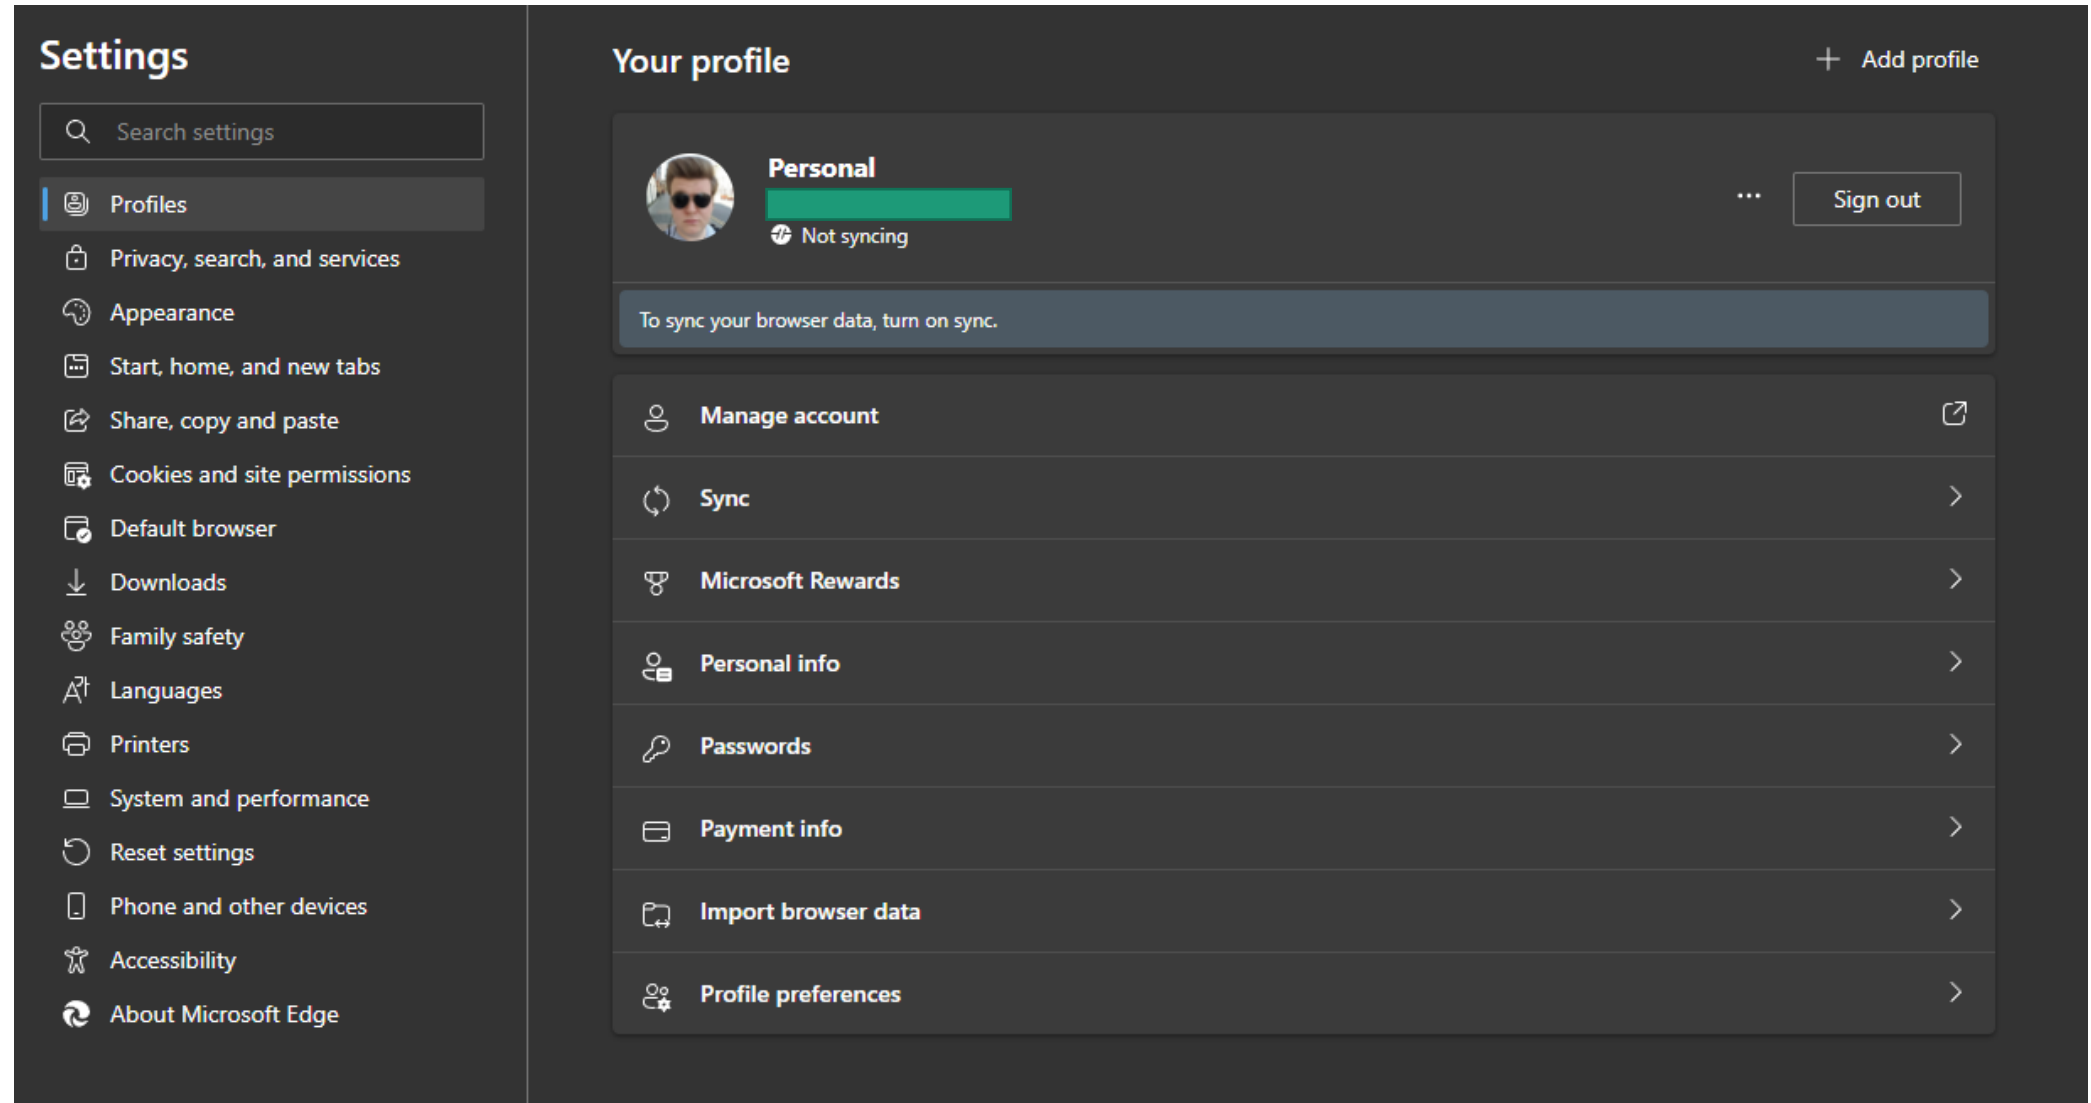 Settings
Search settings
Profiles
Privacy, search, and services
Appearance
Start, home, and new tabs
Share, copy and paste
Cookies and site permissions
Default browser
Downloads
Family safety
Languages
Printers
System and performance
Reset settings
Phone and other devices
Accessibility
About Microsoft Edge
Your profile
Add profile
Personal
Not syncing
Sign out
To sync your browser data, turn on sync.
Manage account
Sync
Microsoft Rewards
Personal info
Passwords
Payment info
Import browser data
Profile preferences